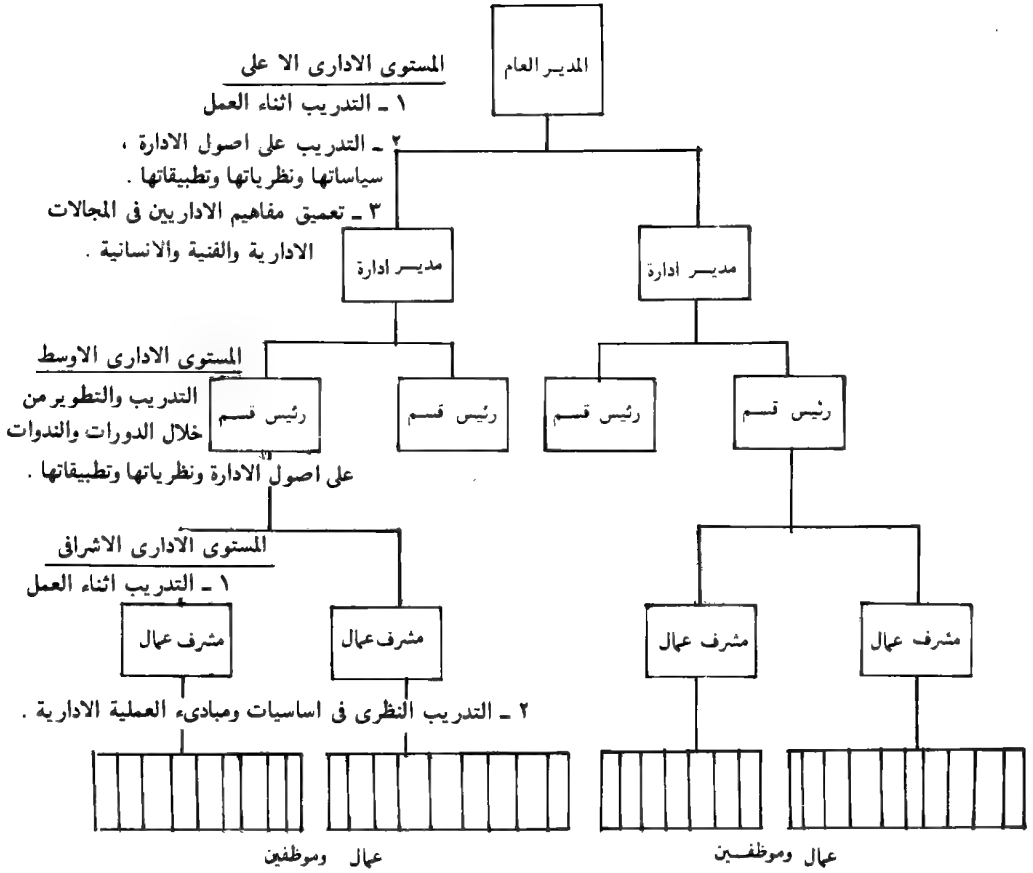 المدير العام
المستوى الادارى الا على
١ ـ التدريب اثناء العمل
٢ ـ التدريب على اصول الادارة ،
سياساتها ونظرياتها وتطبيقاتها .
٣ ـ تعميق مفاهيم الاداريين فى المجالات
الادارية والفنية والانسانية .
مديـر ادارة
مديـر ادارة
المستوى الادارى الاوسط
التدريب والتطوير من
خلال الدورات والندوات
على اصول الادارة ونظرياتها وتطبيقاتها .
رئيس قسم
رئيس قسم
رئيس قسم
رئيس قسم
المستوى الادارى الاشرافى
١ ـ التدريب اثناء العمل
مشرف عمال
مشرف عمال
مشرف عمال
مشرف عمال
٢ ـ التدريب النظرى فى اساسيات ومبادىء العملية الادارية .
عمال وموظفـين
عمال وموظفين